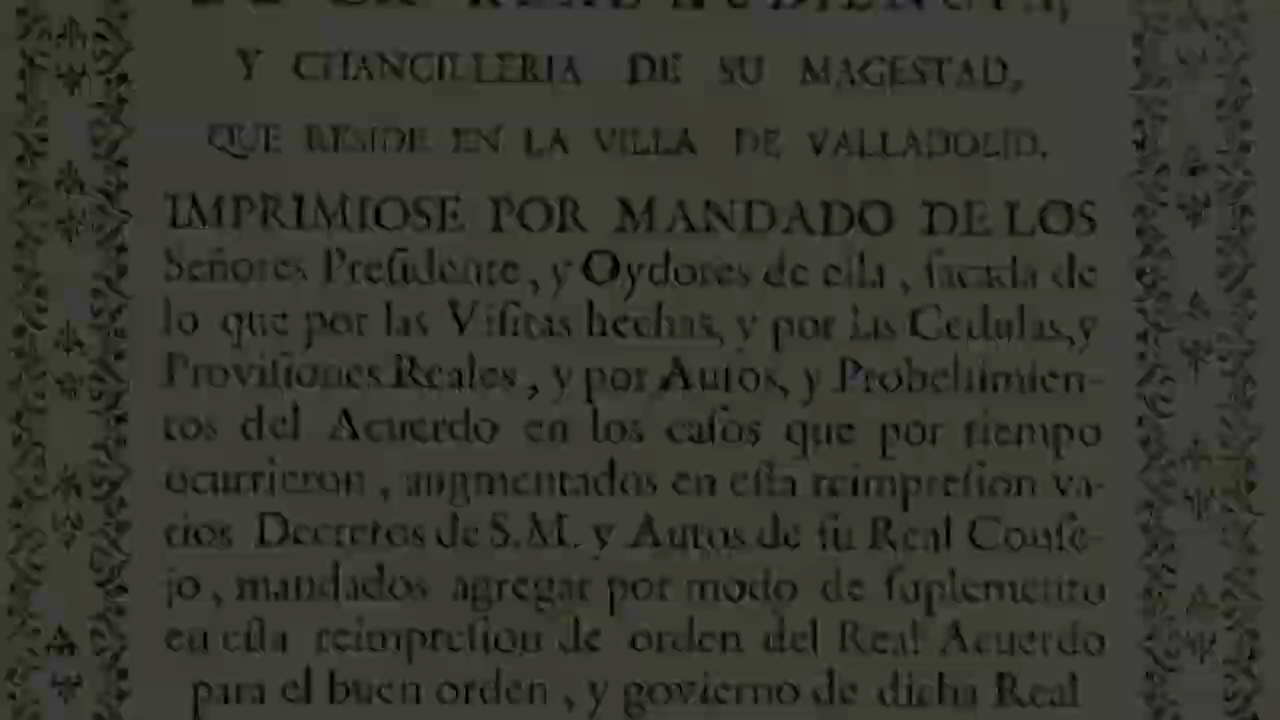 DE LA REAL AUDIENCIA,
Y CHANCILLERIA DE SU MAGESTAD,
QUE RESIDE EN LA VILLA DE VALLADOLID.
IMPRIMIOSE POR MANDADO DE LOS
Señores Preſidente, y Oydores de ella, ſacada de
lo que por las Viſitas hechas, y por las Cedulas, y
Proviſiones Reales, y por Autos, y Probehimien-
tos del Acuerdo en los caſos que por tiempo
ocurrieron, augmentados en eſta reimpreſion va-
rios Decretos de S.M. y Autos de ſu Real Conſe-
jo, mandados agregar por modo de ſuplemento
en eſta reimpreſion de orden del Real Acuerdo
para el buen orden, y govierno de dicha Real